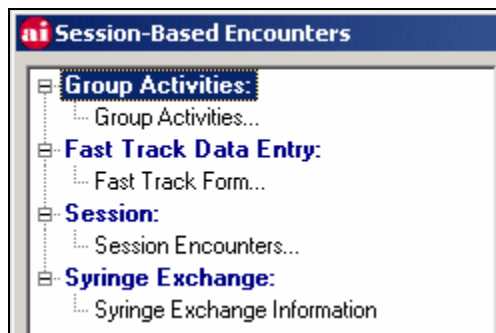 ai Session-Based Encounters
Group Activities:
Group Activities...
Fast Track Data Entry:
Fast Track Form...
Session:
Session Encounters...
Syringe Exchange:
Syringe Exchange Information